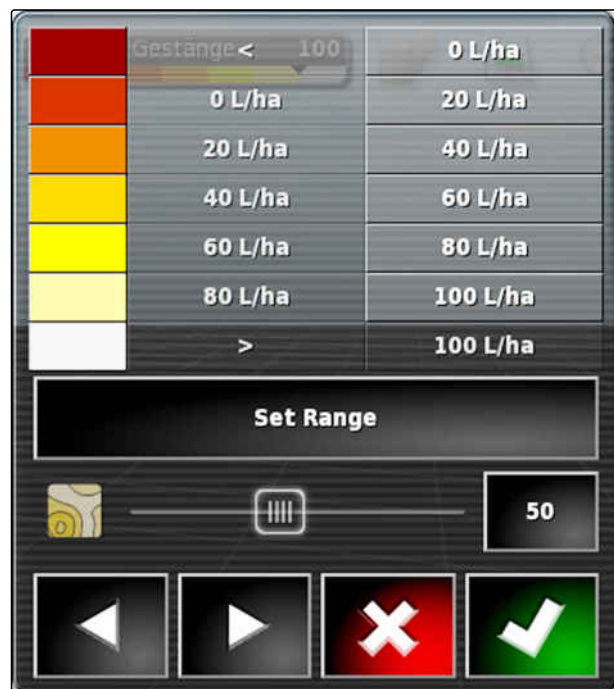 Gestänge 100
< 0 L/ha
0 L/ha 20 L/ha
20 L/ha 40 L/ha
40 L/ha 60 L/ha
60 L/ha 80 L/ha
80 L/ha 100 L/ha
> 100 L/ha
Set Range
50